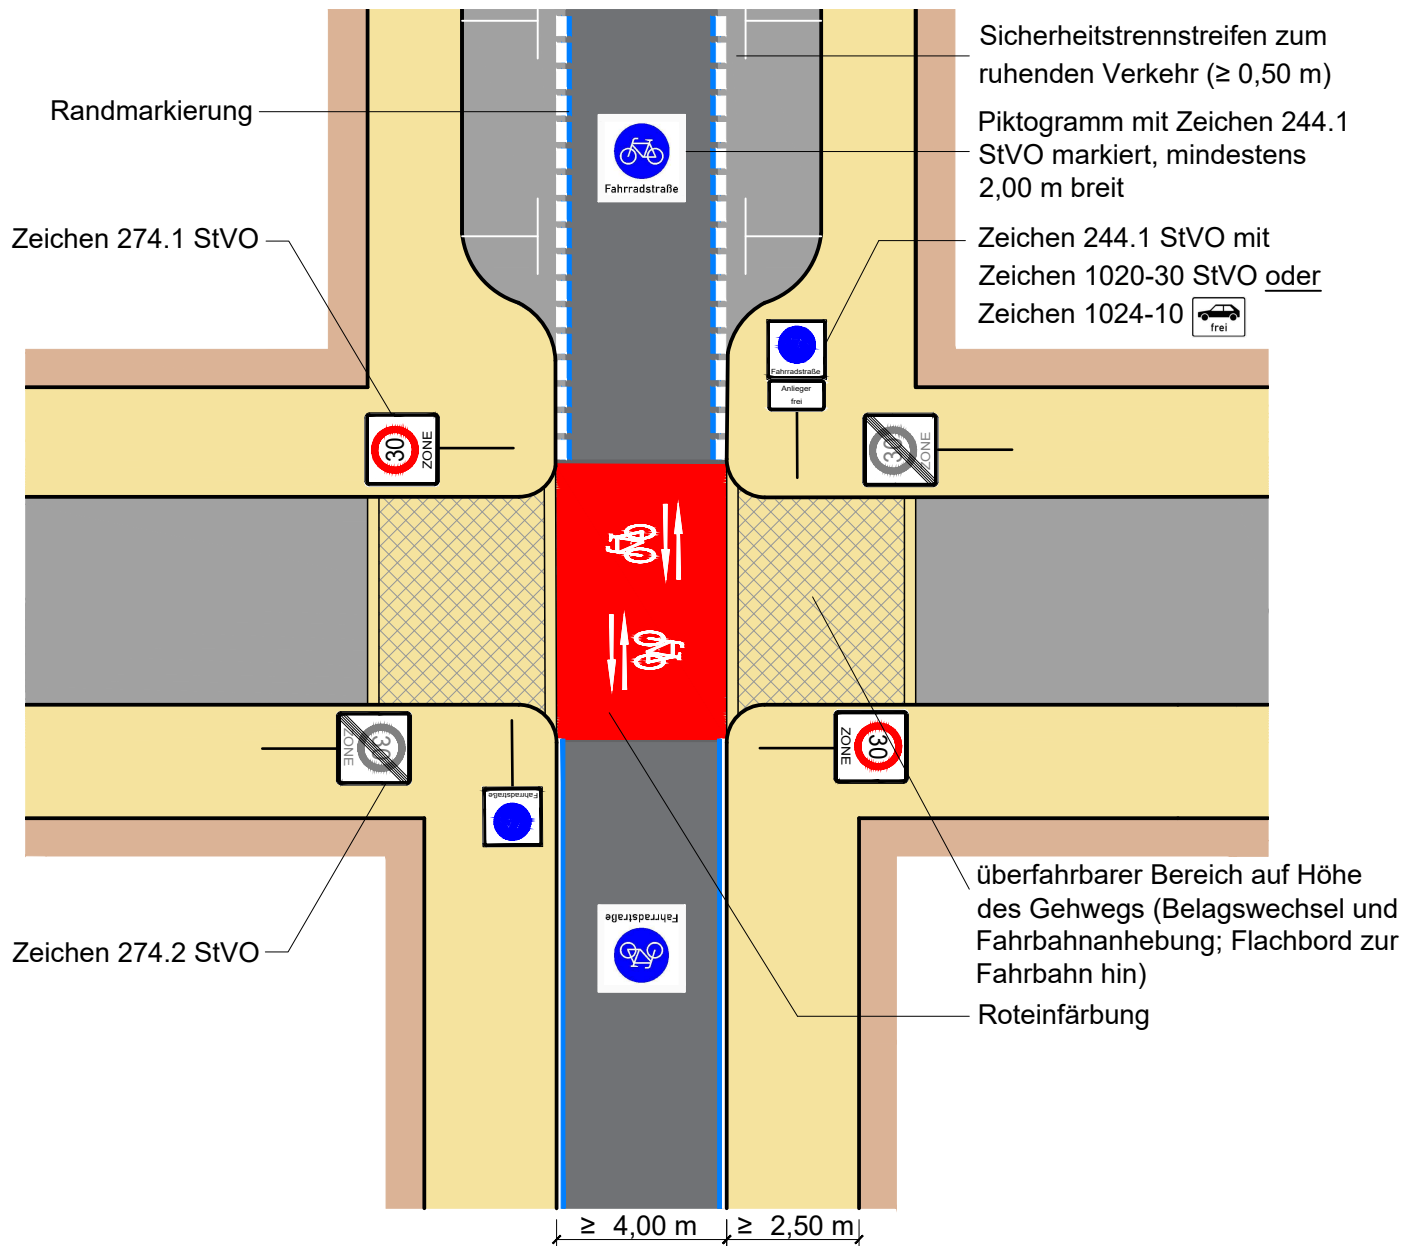 Sicherheitstrennstreifen zum
ruhenden Verkehr (≥ 0,50 m)
Randmarkierung
Piktogramm mit Zeichen 244.1
StVO markiert, mindestens
2,00 m breit
Fahrradstraße
Zeichen 274.1 StVO
Zeichen 244.1 StVO mit
Zeichen 1020-30 StVO oder
Zeichen 1024-10
frei
Fahrradstraße
Anlieger
frei
30
ZONE
30
ZONE
30
ZONE
30
ZONE
Fahrradstraße
überfahrbarer Bereich auf Höhe
des Gehwegs (Belagswechsel und
Fahrbahnanhebung; Flachbord zur
Fahrbahn hin)
Fahrradstraße
Zeichen 274.2 StVO
Roteinfärbung
≥ 4,00 m
≥ 2,50 m